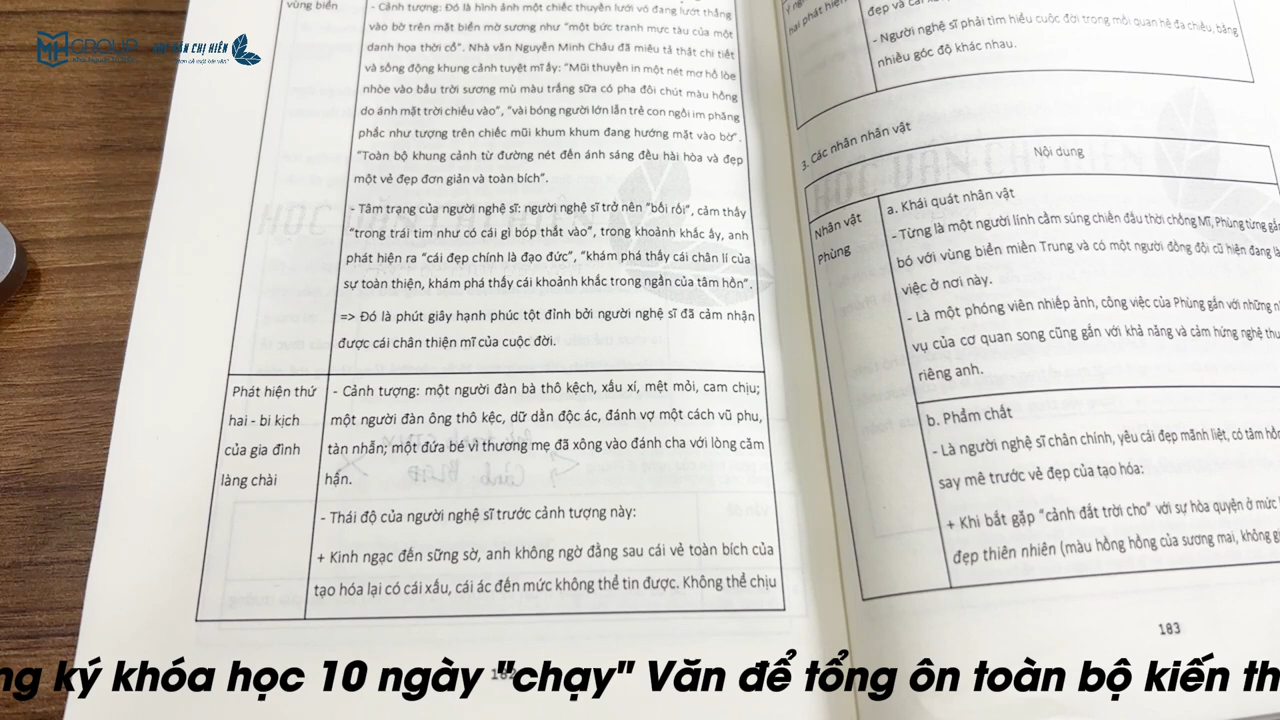 MH GROUP
HỌC VĂN CHỊ HIÊN
vùng biển
- Cảnh tượng: Đó là hình ảnh một chiếc thuyền lưới vó đang lướt thẳng
vào bờ trên mặt biển mờ sương như “một bức tranh mực tàu của một
danh họa thời cổ”. Nhà văn Nguyễn Minh Châu đã miêu tả thật chi tiết
và sống động khung cảnh tuyệt mĩ ấy: “Mũi thuyền in một nét mơ hồ lòe
nhòe vào bầu trời sương mù màu trắng sữa có pha đôi chút màu hồng
do ánh mặt trời chiếu vào”, “vài bóng người lớn lẫn trẻ con ngồi im phăng
phắc như tượng trên chiếc mũi khum khum đang hướng mặt vào bờ”.
“Toàn bộ khung cảnh từ đường nét đến ánh sáng đều hài hòa và đẹp
một vẻ đẹp đơn giản và toàn bích”.
- Tâm trạng của người nghệ sĩ: người nghệ sĩ trở nên “bối rối”, cảm thấy
“trong trái tim như có cái gì bóp thắt vào”, trong khoảnh khắc ấy, anh
phát hiện ra “cái đẹp chính là đạo đức”, “khám phá thấy cái chân lí của
sự toàn thiện, khám phá thấy cái khoảnh khắc trong ngần của tâm hồn”.
=> Đó là phút giây hạnh phúc tột đỉnh bởi người nghệ sĩ đã cảm nhận
được cái chân thiện mĩ của cuộc đời.
Phát hiện thứ
hai - bi kịch
của gia đình
làng chài
- Cảnh tượng: một người đàn bà thô kệch, xấu xí, mệt mỏi, cam chịu;
một người đàn ông thô kệc, dữ dằn độc ác, đánh vợ một cách vũ phu,
tàn nhẫn; một đứa bé vì thương mẹ đã xông vào đánh cha với lòng căm
hận.
- Thái độ của người nghệ sĩ trước cảnh tượng này:
+ Kinh ngạc đến sững sờ, anh không ngờ đằng sau cái vẻ toàn bích của
tạo hóa lại có cái xấu, cái ác đến mức không thể tin được. Không thể chịu
hai phát hiện
đẹp và
- Người nghệ sĩ phải tìm hiểu cuộc đời trong mối quan hệ đa chiều, bằng
nhiều góc độ khác nhau.
3. Các nhân nhân vật
Nội dung
Nhân vật
Phùng
a. Khái quát nhân vật
- Từng là một người lính cầm súng chiến đấu thời chống Mĩ, Phùng từng gắn
bó với vùng biển miền Trung và có một người đồng đội cũ hiện đang là
việc ở nơi này.
- Là một phóng viên nhiếp ảnh, công việc của Phùng gắn với những
vụ của cơ quan song cũng gắn với khả năng và cảm hứng nghệ thu
riêng anh.
b. Phẩm chất
- Là người nghệ sĩ chân chính, yêu cái đẹp mãnh liệt, có tâm hồn
say mê trước vẻ đẹp của tạo hóa:
+ Khi bắt gặp “cảnh đắt trời cho” với sự hòa quyện ở mức
đẹp thiên nhiên (màu hồng hồng của sương mai, không
183
ng ký khóa học 10 ngày "chạy" Văn để tổng ôn toàn bộ kiến th